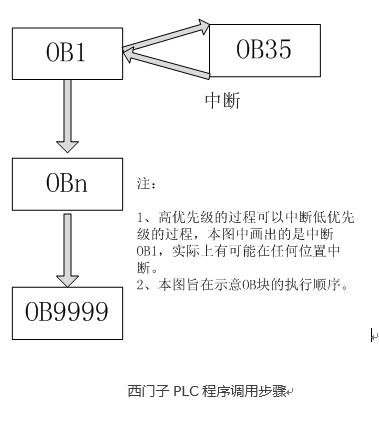 OB1
OB35
中断
OBn
注:
1、高优先级的过程可以中断低优先
级的过程，本图中画出的是中断
OB1，实际上有可能在任何位置中
断。
2、本图旨在示意OB块的执行顺序。
OB9999
西门子 PLC 程序调用步骤